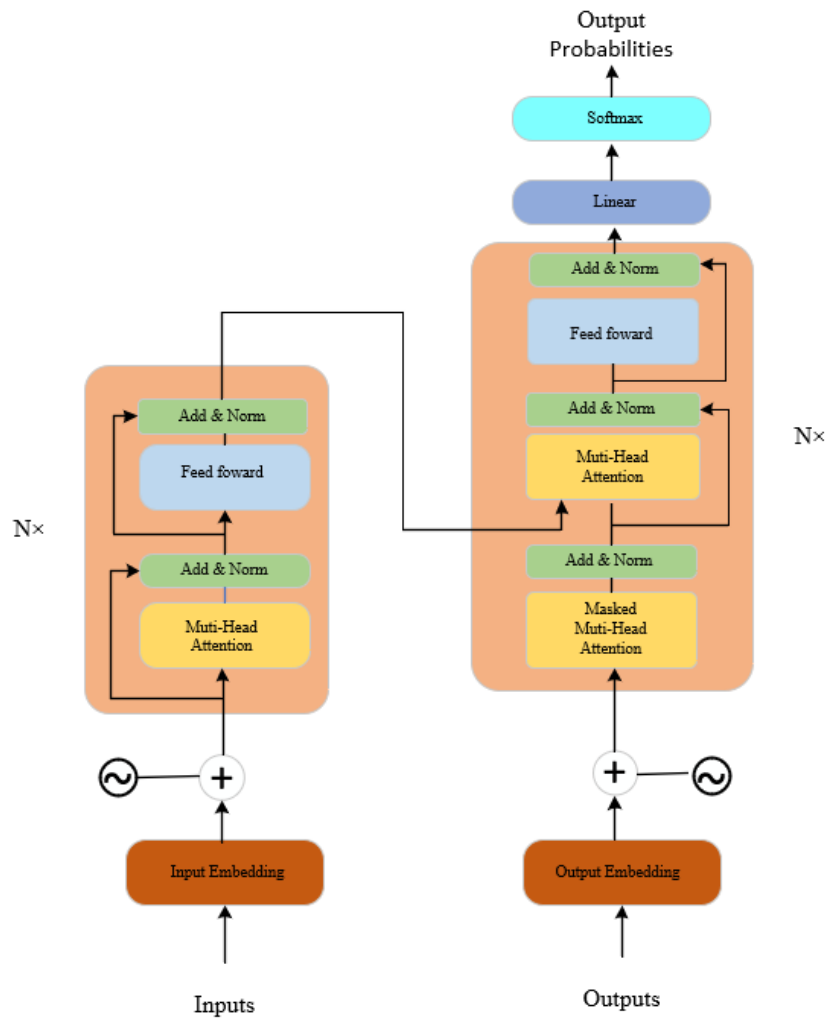 Output
Probabilities
Softmax
Linear
Add & Norm
Feed foward
Add & Norm
Muti-Head
Attention
Add & Norm
Masked
Muti-Head
Attention
N×
Output Embedding
Outputs
Add & Norm
Feed foward
Add & Norm
Muti-Head
Attention
N×
Input Embedding
Inputs